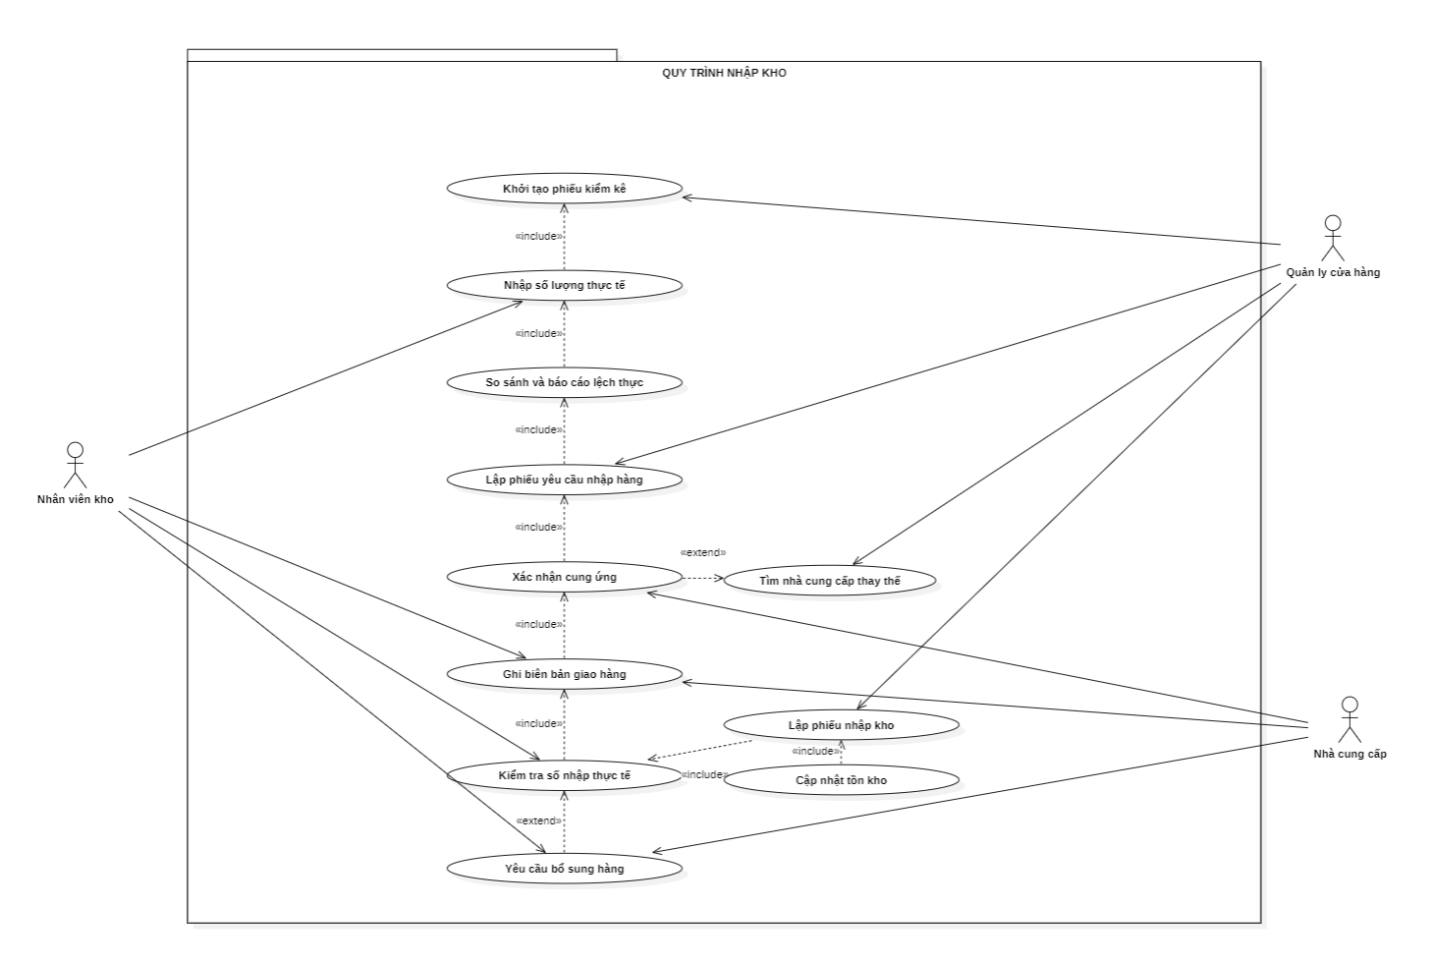 QUY TRÌNH NHẬP KHO
Khởi tạo phiếu kiểm kê
«include»
Quản ly cửa hàng
Nhập số lượng thực tế
«include»
So sánh và báo cáo lệch thực
«include»
Lập phiếu yêu cầu nhập hàng
Nhân viên kho
«include»
«extend»
Xác nhận cung ứng
Tìm nhà cung cấp thay thế
«include»
Ghi biên bản giao hàng
«include»
Lập phiếu nhập kho
«include»
Nhà cung cấp
Kiểm tra số nhập thực tế
«include»
Cập nhật tồn kho
«extend»
Yêu cầu bổ sung hàng